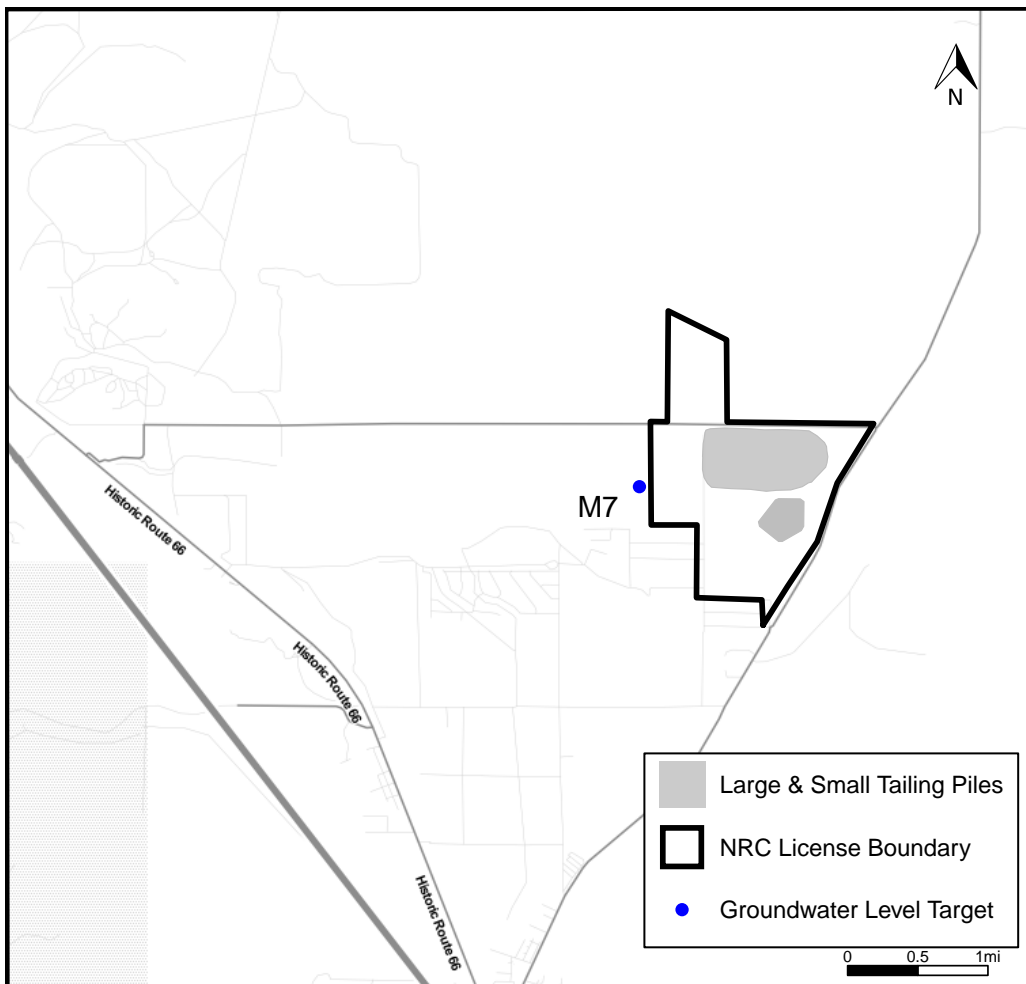 N
M7
Historic Route 66
Historic Route 66
Historic Route 66
Large & Small Tailing Piles
NRC License Boundary
Groundwater Level Target
0 0.5 1mi